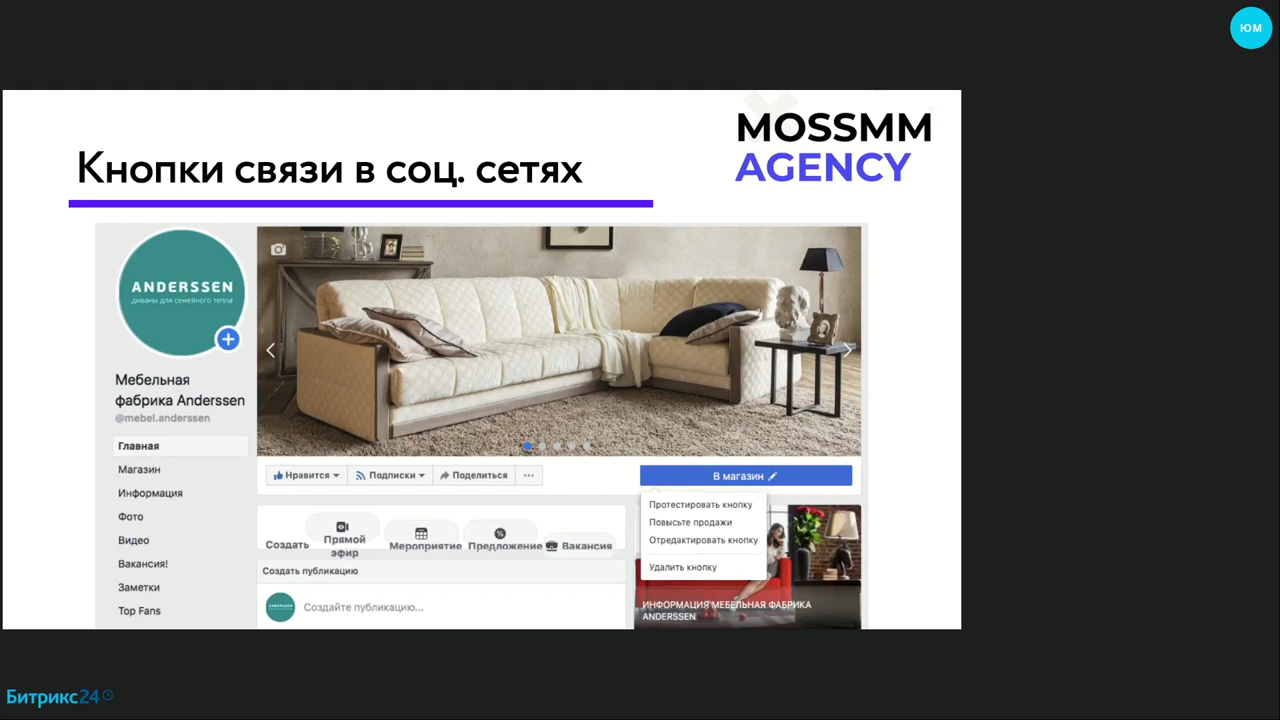 ЮМ
MOSSMM
AGENCY
Кнопки связи в соц. сетях
ANDERSSEN
диваны для семейного тепла
Мебельная
фабрика Anderssen
@mebel.anderssen
Главная
Магазин
Информация
Фото
Видео
Вакансия!
Заметки
Top Fans
Нравится
Подписки
Поделиться
...
В магазин
Протестировать кнопку
Повысьте продажи
Отредактировать кнопку
Удалить кнопку
Создать
Прямой
эфир
Мероприятие
Предложение
Вакансия
Создать публикацию
ANDERSSEN
Создайте публикацию...
ИНФОРМАЦИЯ МЕБЕЛЬНАЯ ФАБРИКА
ANDERSSEN
Битрикс24